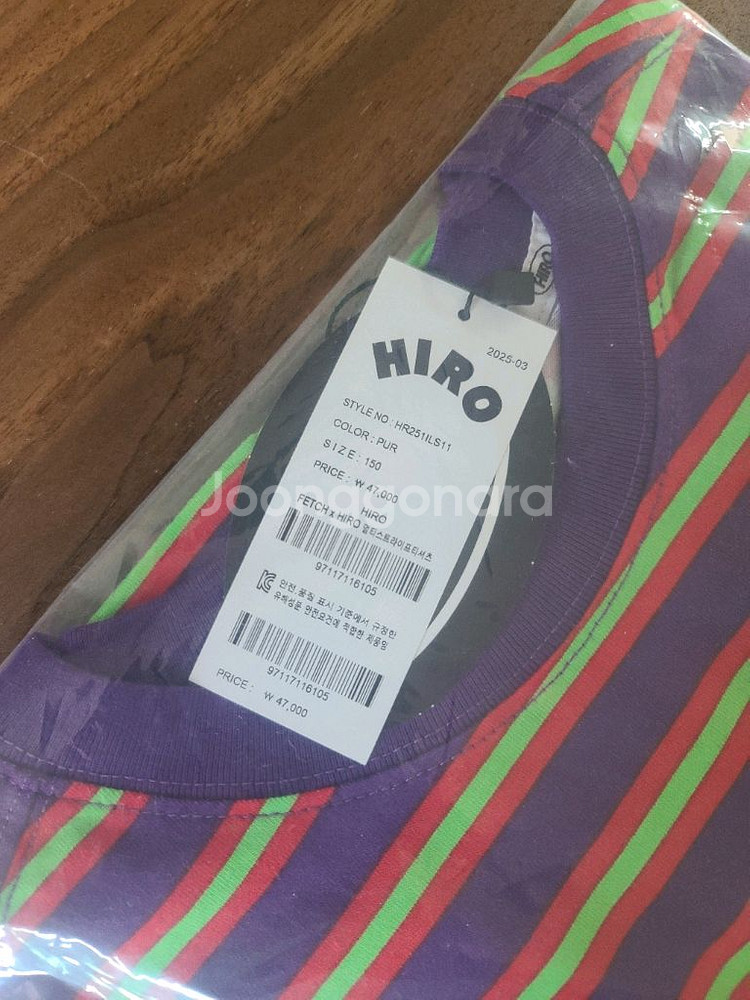 HIRO
HIRO
2025-03
STYLE NO : HR251ILS11
COLOR : PUR
SIZE : 150
PRICE : ₩ 47,000
HIRO
FETCH x HIRO 멀티스트라이프티셔츠
97117116105
안전.품질 표시 기준에서 규정한
유해성분 안전요건에 적합한 제품임
97117116105
PRICE : ₩ 47,000
Joonggonara